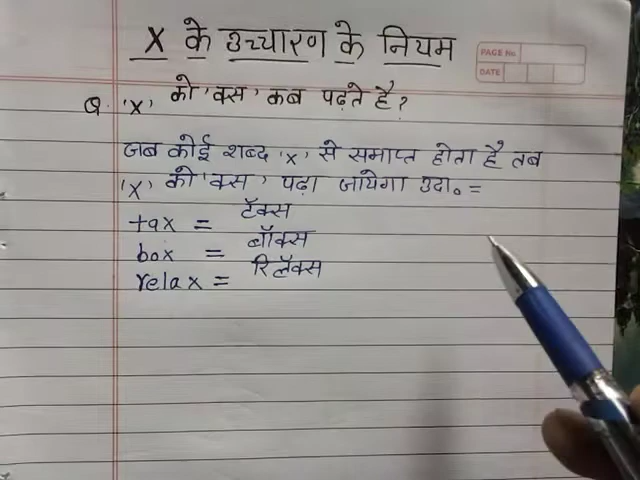 X के उच्चारण के नियम
PAGE No.
DATE
Q. 'X' को 'क्स' कब पढ़ते है?
जब कोई शब्द 'x' से समाप्त होता है तब
'X' को 'क्स' पढ़ा जायेगा उदा० =
tax = टॅक्स
box = बॉक्स
relax = रिलॅक्स